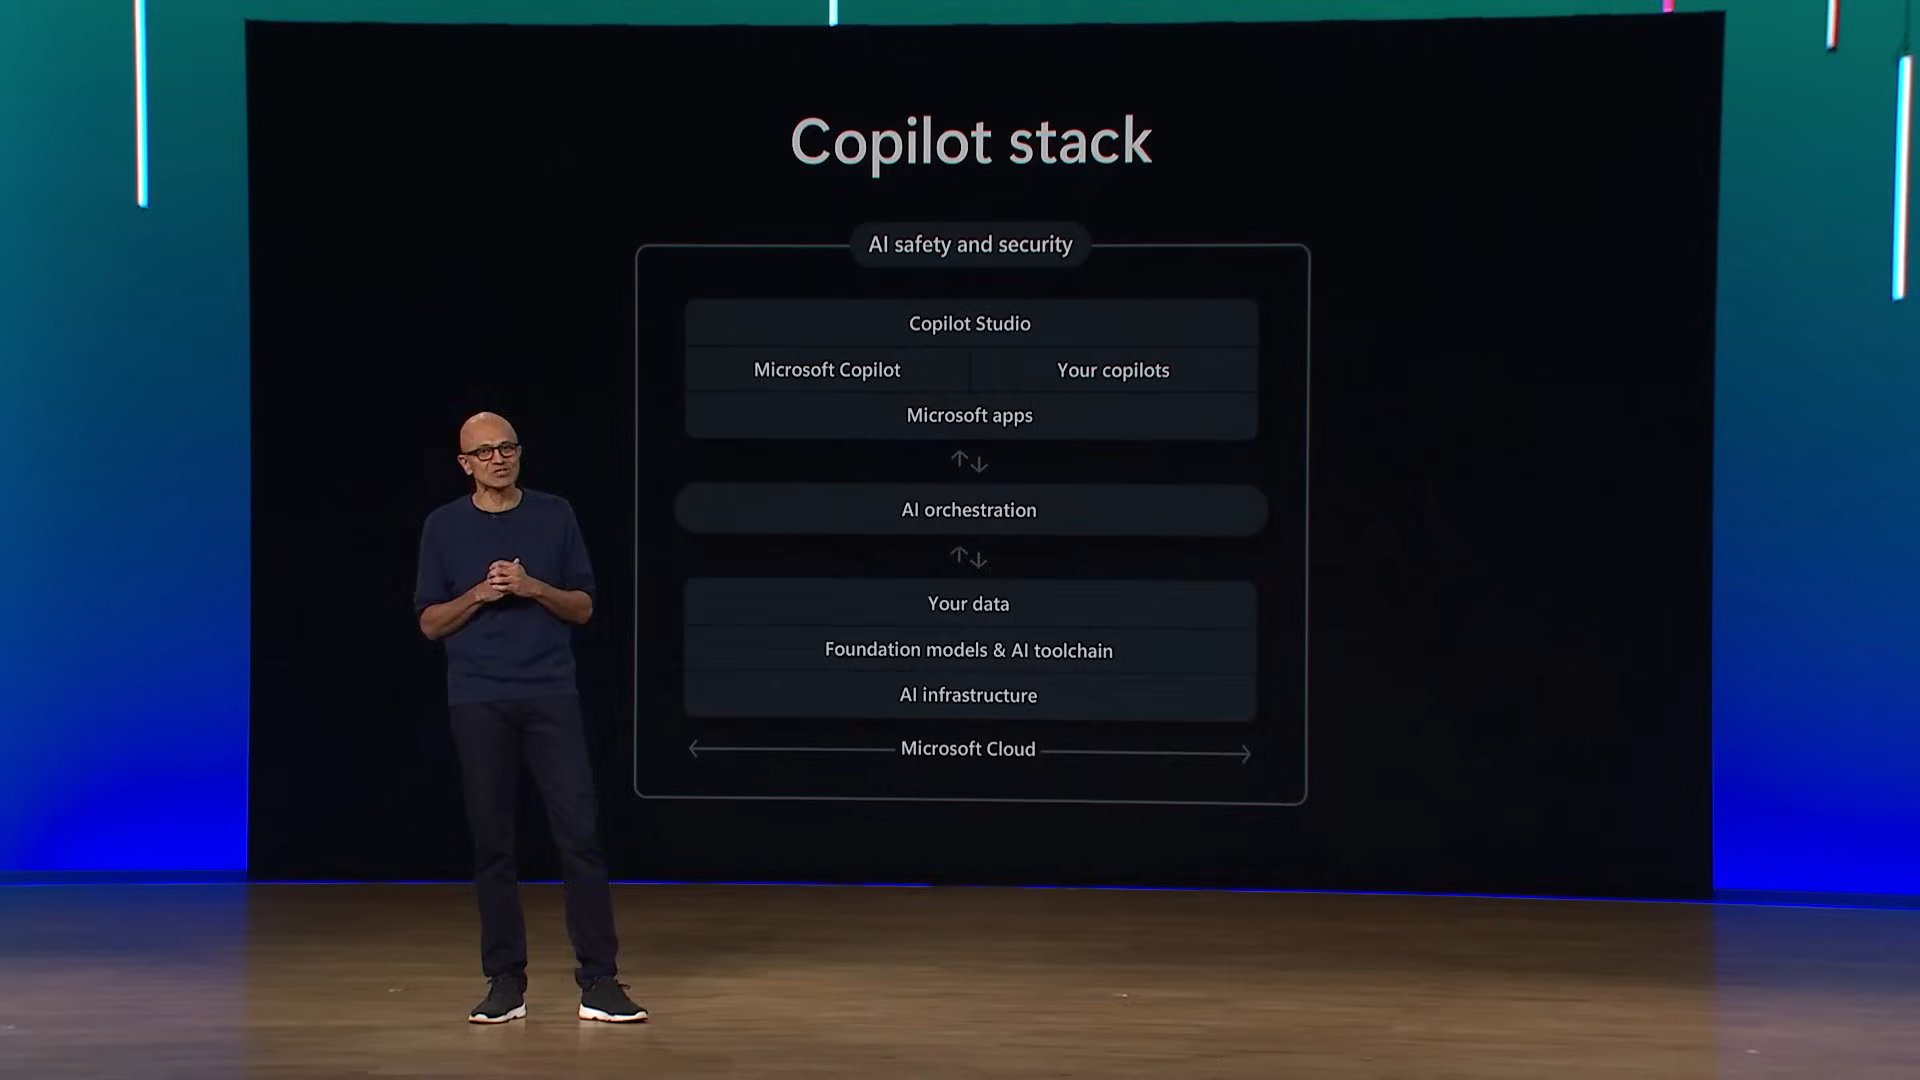 Copilot stack
AI safety and security
Copilot Studio
Microsoft Copilot
Your copilots
Microsoft apps
AI orchestration
Your data
Foundation models & AI toolchain
AI infrastructure
Microsoft Cloud